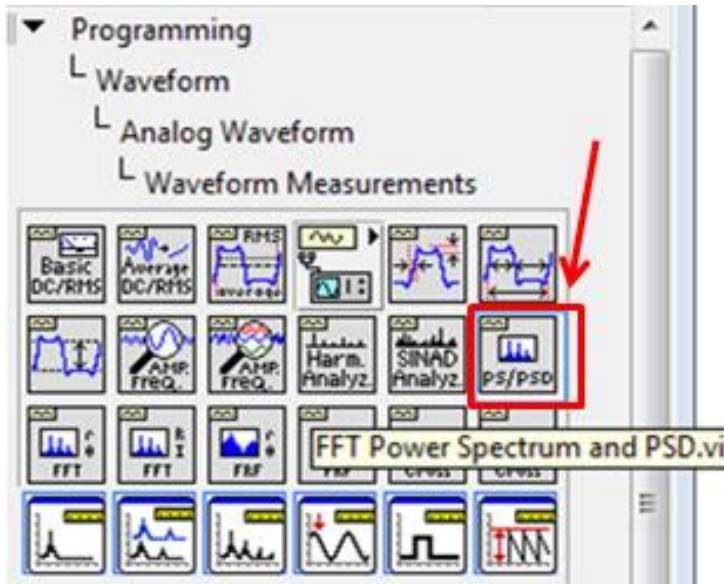 Programming
Waveform
Analog Waveform
Waveform Measurements
Basic DC/RMS
Average DC/RMS
RMS average
AMP. FREQ.
AMP. FREQ.
Harm. Analyz.
SINAD Analyz.
PS/PSD
FFT
FFT
FRF
FFT Power Spectrum and PSD.vi